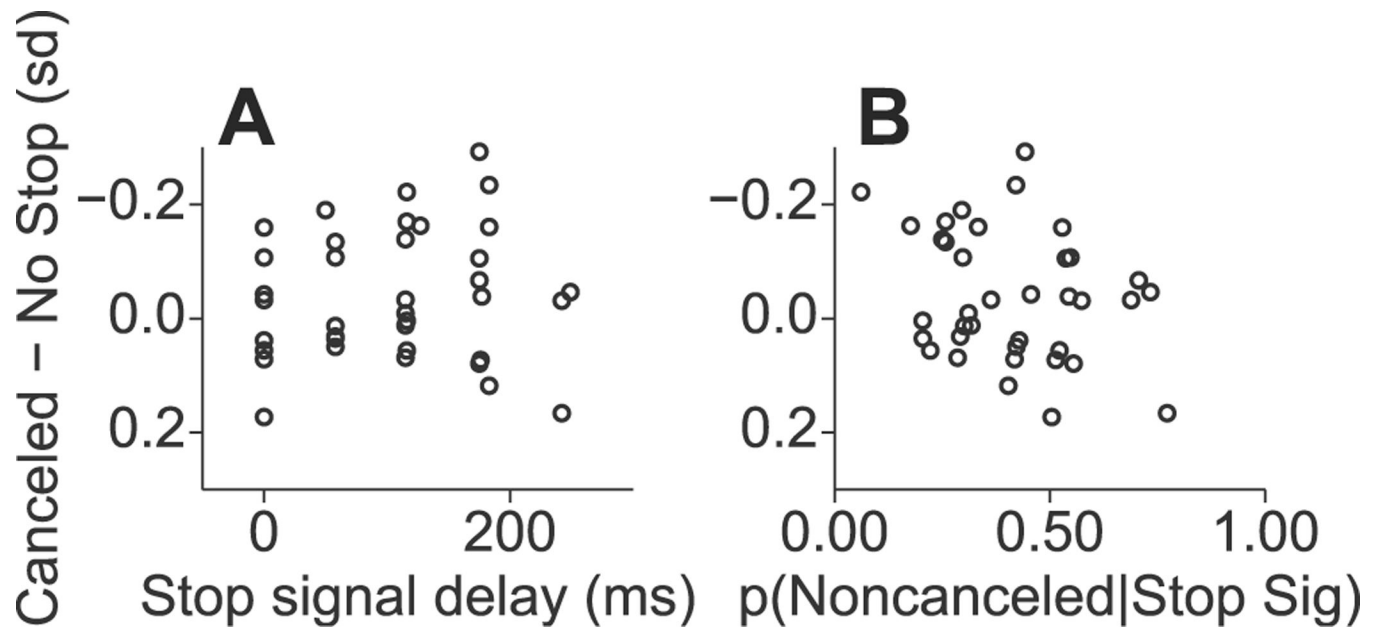 Canceled – No Stop (sd)
A
−0.2
0.0
0.2
0
200
Stop signal delay (ms)
B
−0.2
0.0
0.2
0.00
0.50
1.00
p(Noncanceled|Stop Sig)